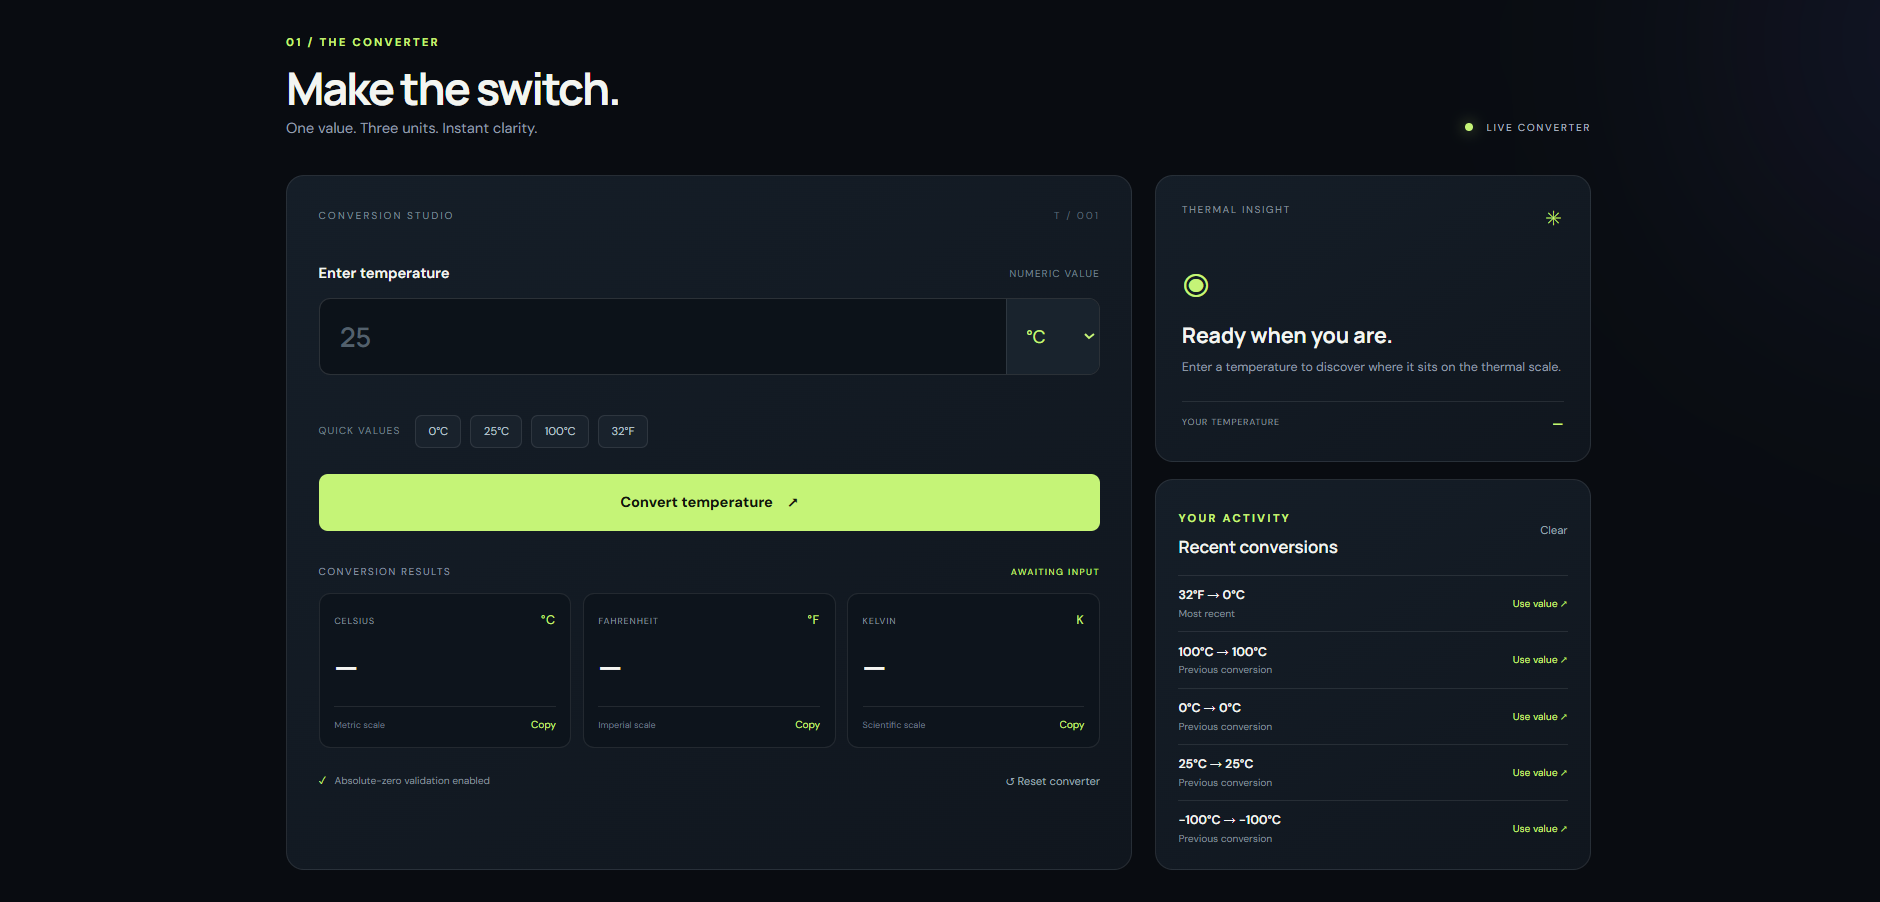 01 / THE CONVERTER
Make the switch.
One value. Three units. Instant clarity.
LIVE CONVERTER
CONVERSION STUDIO
T / 001
Enter temperature
NUMERIC VALUE
25
°C
QUICK VALUES
0°C
25°C
100°C
32°F
Convert temperature ↗
CONVERSION RESULTS
AWAITING INPUT
CELSIUS
°C
—
Metric scale
Copy
FAHRENHEIT
°F
—
Imperial scale
Copy
KELVIN
K
—
Scientific scale
Copy
✓ Absolute-zero validation enabled
↺ Reset converter
THERMAL INSIGHT
Ready when you are.
Enter a temperature to discover where it sits on the thermal scale.
YOUR TEMPERATURE
—
YOUR ACTIVITY
Recent conversions
Clear
32°F → 0°C
Most recent
Use value ↗
100°C → 100°C
Previous conversion
Use value ↗
0°C → 0°C
Previous conversion
Use value ↗
25°C → 25°C
Previous conversion
Use value ↗
-100°C → -100°C
Previous conversion
Use value ↗